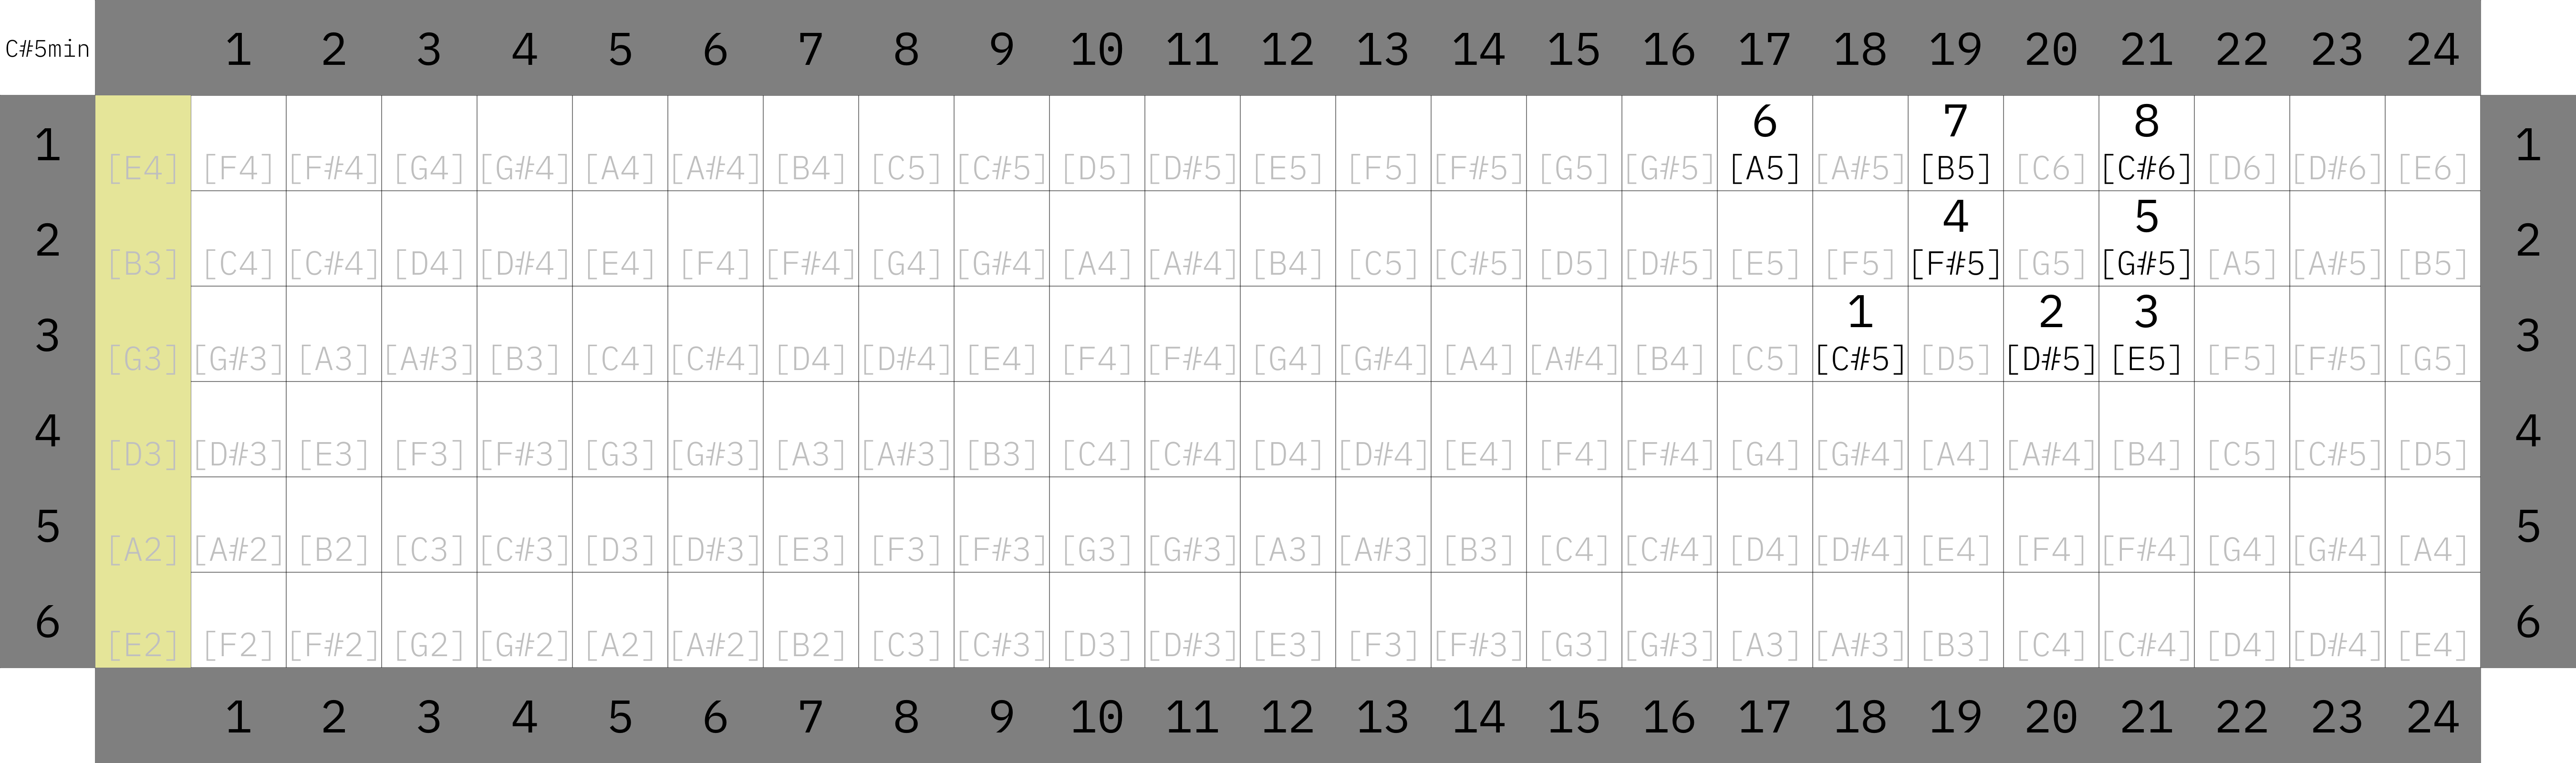 C#5min 1 2 3 4 5 6 7 8 9 10 11 12 13 14 15 16 17 18 19 20 21 22 23 24
6 7 8
1 [E4] [F4] [F#4] [G4] [G#4] [A4] [A#4] [B4] [C5] [C#5] [D5] [D#5] [E5] [F5] [F#5] [G5] [G#5] [A5] [A#5] [B5] [C6] [C#6] [D6] [D#6] [E6] 1
4 5
2 [B3] [C4] [C#4] [D4] [D#4] [E4] [F4] [F#4] [G4] [G#4] [A4] [A#4] [B4] [C5] [C#5] [D5] [D#5] [E5] [F5] [F#5] [G5] [G#5] [A5] [A#5] [B5] 2
1 2 3
3 [G3] [G#3] [A3] [A#3] [B3] [C4] [C#4] [D4] [D#4] [E4] [F4] [F#4] [G4] [G#4] [A4] [A#4] [B4] [C5] [C#5] [D5] [D#5] [E5] [F5] [F#5] [G5] 3
4 [D3] [D#3] [E3] [F3] [F#3] [G3] [G#3] [A3] [A#3] [B3] [C4] [C#4] [D4] [D#4] [E4] [F4] [F#4] [G4] [G#4] [A4] [A#4] [B4] [C5] [C#5] [D5] 4
5 [A2] [A#2] [B2] [C3] [C#3] [D3] [D#3] [E3] [F3] [F#3] [G3] [G#3] [A3] [A#3] [B3] [C4] [C#4] [D4] [D#4] [E4] [F4] [F#4] [G4] [G#4] [A4] 5
6 [E2] [F2] [F#2] [G2] [G#2] [A2] [A#2] [B2] [C3] [C#3] [D3] [D#3] [E3] [F3] [F#3] [G3] [G#3] [A3] [A#3] [B3] [C4] [C#4] [D4] [D#4] [E4] 6
1 2 3 4 5 6 7 8 9 10 11 12 13 14 15 16 17 18 19 20 21 22 23 24